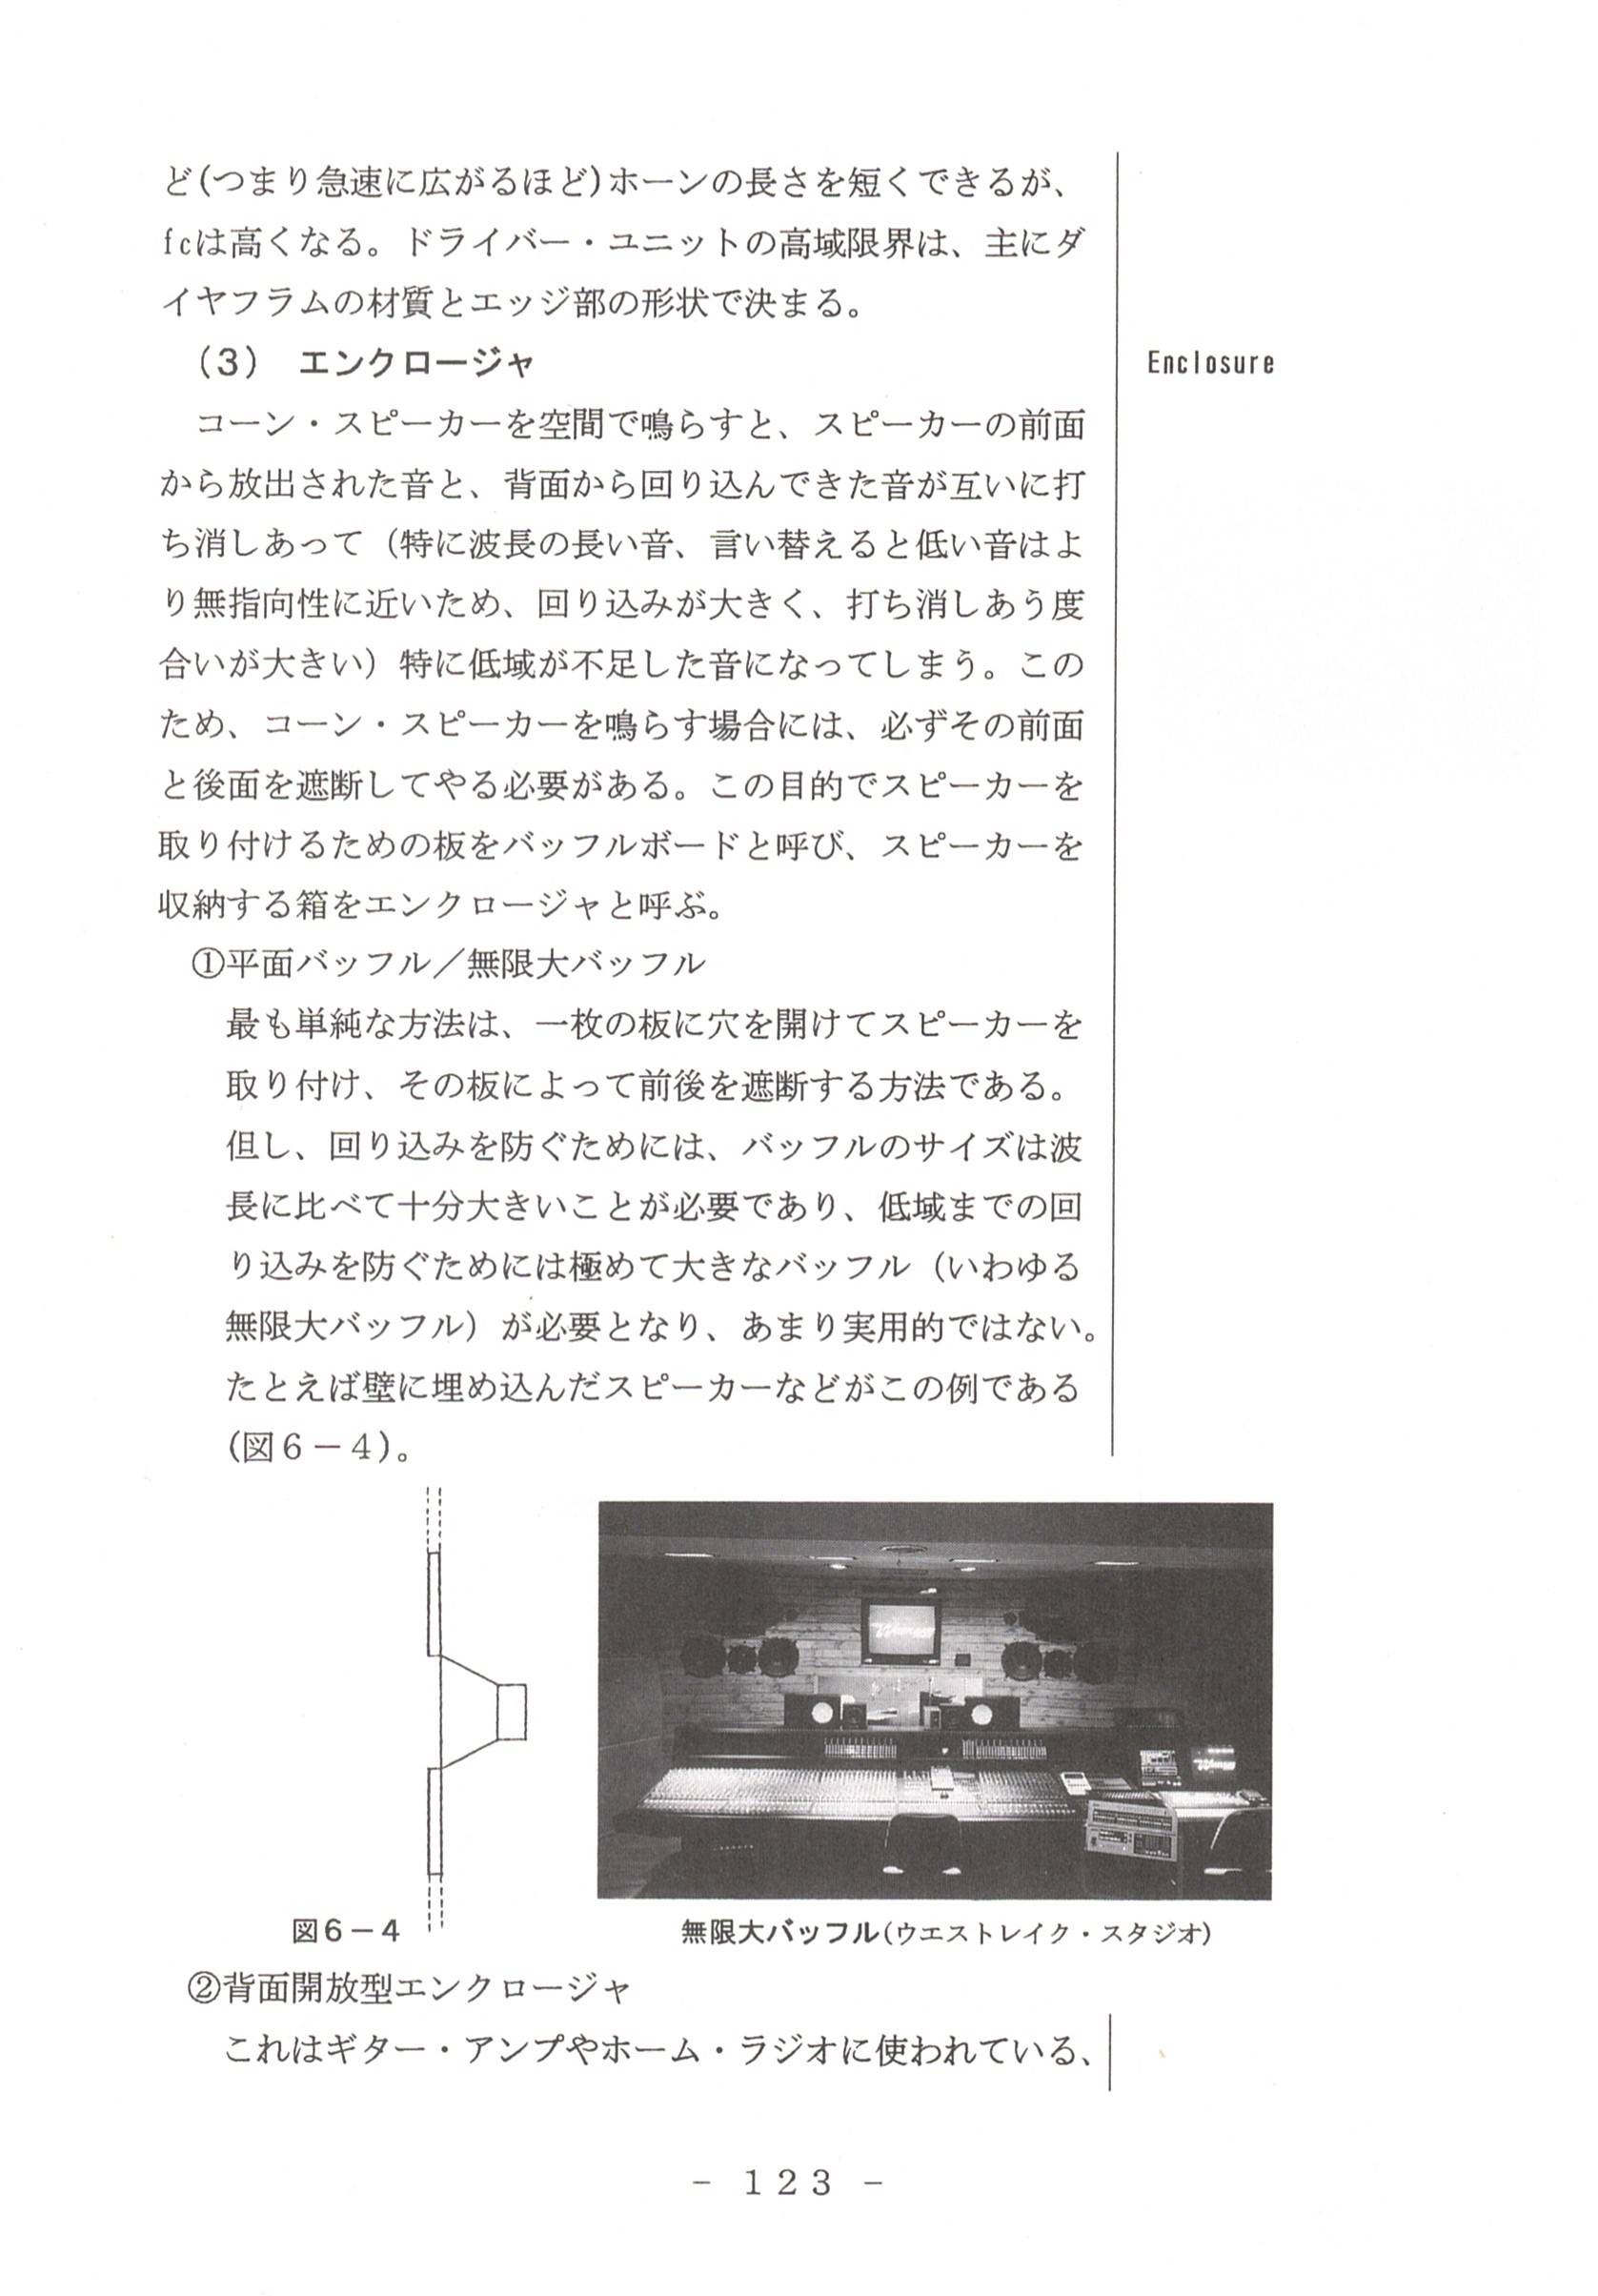 ど(つまり急速に広がるほど)ホーンの長さを短くできるが、
fcは高くなる。ドライバー・ユニットの高域限界は、主にダ
イヤフラムの材質とエッジ部の形状で決まる。
(3) エンクロージャ
Enclosure
コーン・スピーカーを空間で鳴らすと、スピーカーの前面
から放出された音と、背面から回り込んできた音が互いに打
ち消しあって（特に波長の長い音、言い替えると低い音はよ
り無指向性に近いため、回り込みが大きく、打ち消しあう度
合いが大きい）特に低域が不足した音になってしまう。この
ため、コーン・スピーカーを鳴らす場合には、必ずその前面
と後面を遮断してやる必要がある。この目的でスピーカーを
取り付けるための板をバッフルボードと呼び、スピーカーを
収納する箱をエンクロージャと呼ぶ。
①平面バッフル／無限大バッフル
最も単純な方法は、一枚の板に穴を開けてスピーカーを
取り付け、その板によって前後を遮断する方法である。
但し、回り込みを防ぐためには、バッフルのサイズは波
長に比べて十分大きいことが必要であり、低域までの回
り込みを防ぐためには極めて大きなバッフル（いわゆる
無限大バッフル）が必要となり、あまり実用的ではない。
たとえば壁に埋め込んだスピーカーなどがこの例である
(図6－4)。
図6－4
無限大バッフル(ウエストレイク・スタジオ)
②背面開放型エンクロージャ
これはギター・アンプやホーム・ラジオに使われている、
－ 123 －